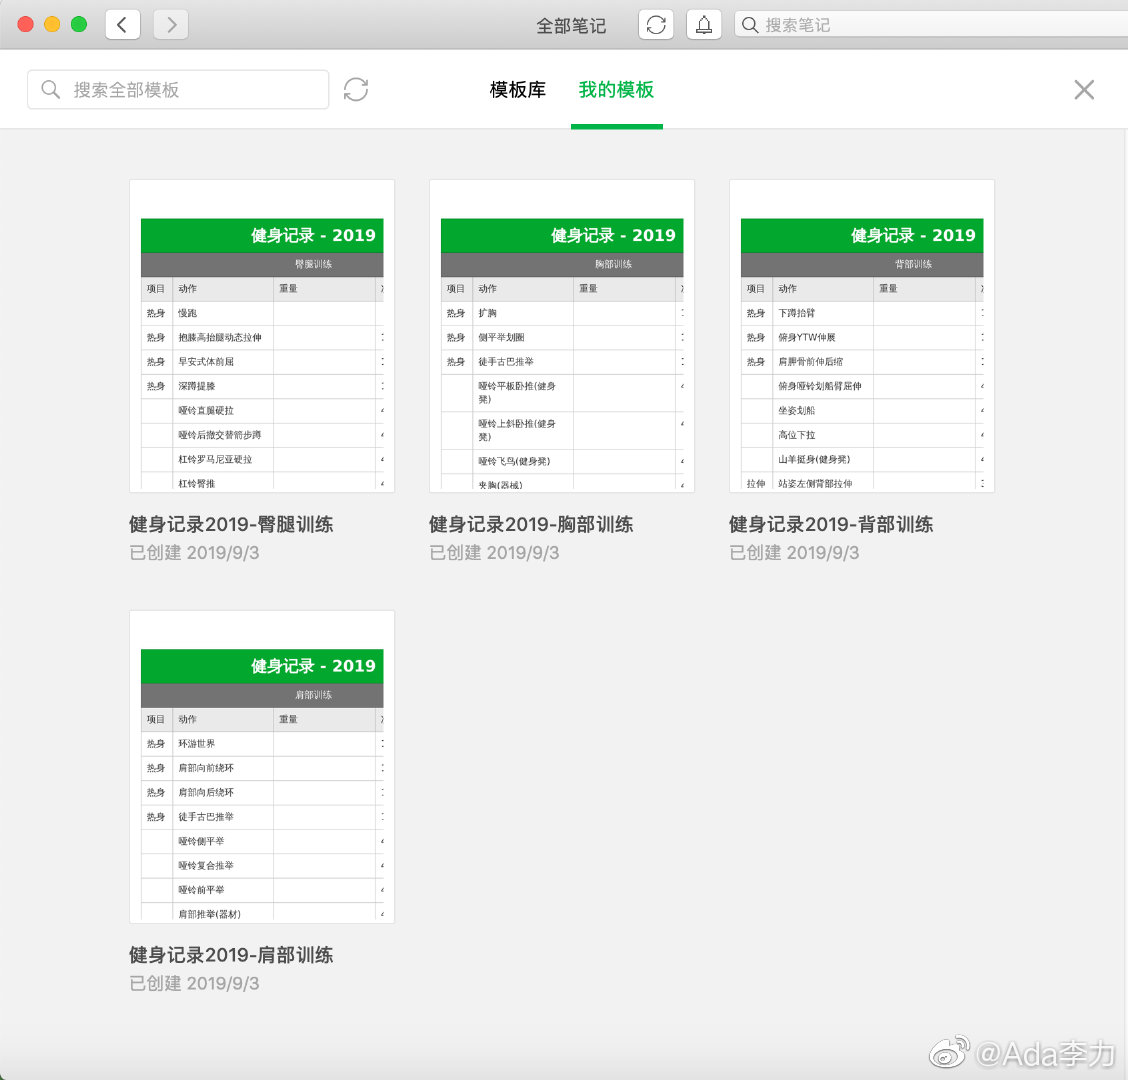 全部笔记
搜索笔记
搜索全部模板
模板库
我的模板
健身记录 - 2019
臀腿训练
项目 动作 重量
热身 慢跑
热身 抱膝高抬腿动态拉伸
热身 早安式体前屈
热身 深蹲提膝
哑铃直腿硬拉
哑铃后撤交替箭步蹲
杠铃罗马尼亚硬拉
杠铃臀推
健身记录2019-臀腿训练
已创建 2019/9/3
健身记录 - 2019
胸部训练
项目 动作 重量
热身 扩胸
热身 侧平举划圈
热身 徒手古巴推举
哑铃平板卧推(健身
凳)
哑铃上斜卧推(健身
凳)
哑铃飞鸟(健身凳)
夹胸(器械)
健身记录2019-胸部训练
已创建 2019/9/3
健身记录 - 2019
背部训练
项目 动作 重量
热身 下蹲抬臂
热身 俯身YTW伸展
热身 肩胛骨前伸后缩
俯身哑铃划船臂屈伸
坐姿划船
高位下拉
山羊挺身(健身凳)
拉伸 站姿左侧背部拉伸
健身记录2019-背部训练
已创建 2019/9/3
健身记录 - 2019
肩部训练
项目 动作 重量
热身 环游世界
热身 肩部向前绕环
热身 肩部向后绕环
热身 徒手古巴推举
哑铃侧平举
哑铃复合推举
哑铃前平举
肩部推举(器材)
健身记录2019-肩部训练
已创建 2019/9/3
@Ada李力